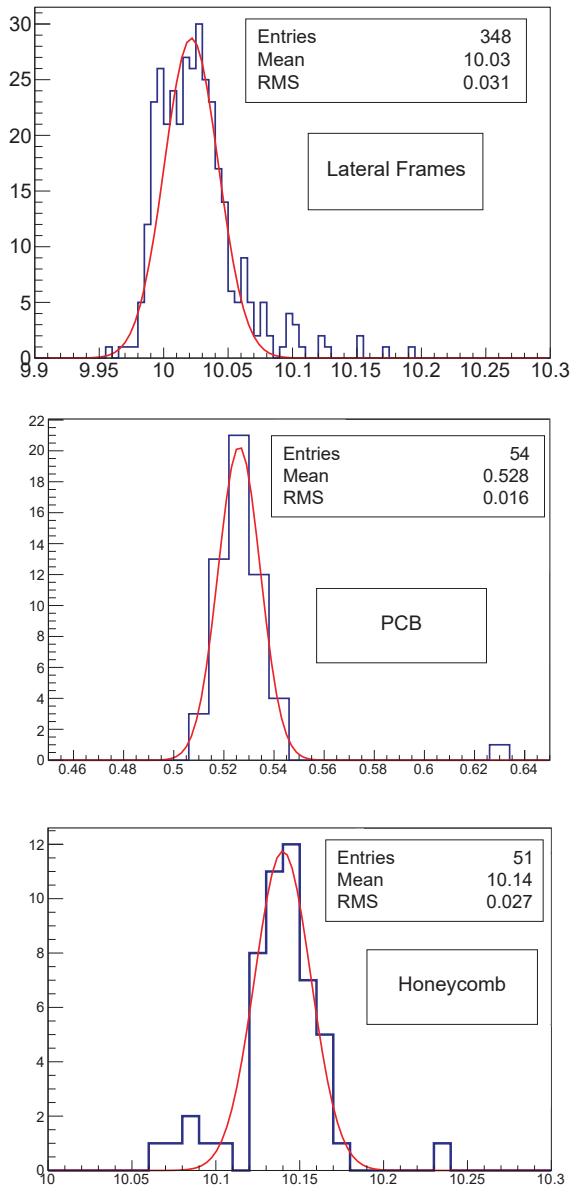 30
25
20
15
10
5
0
Entries 348
Mean 10.03
RMS 0.031
Lateral Frames
9.9 9.95 10 10.05 10.1 10.15 10.2 10.25 10.3
22
20
18
16
14
12
10
8
6
4
2
0
Entries 54
Mean 0.528
RMS 0.016
PCB
0.46 0.48 0.5 0.52 0.54 0.56 0.58 0.6 0.62 0.64
12
10
8
6
4
2
0
Entries 51
Mean 10.14
RMS 0.027
Honeycomb
10 10.05 10.1 10.15 10.2 10.25 10.3